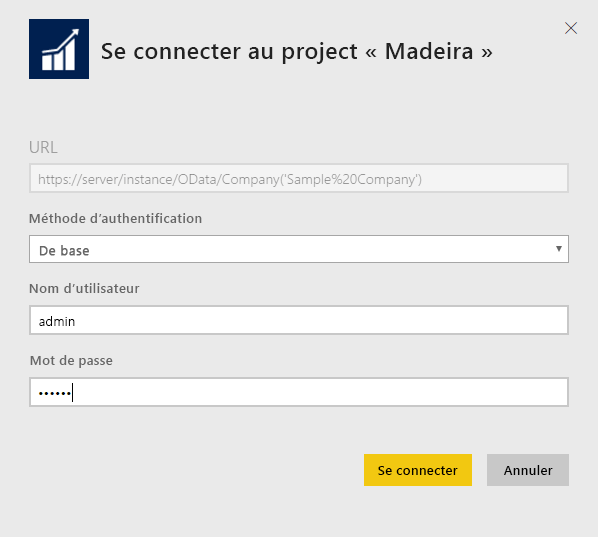 Se connecter au project « Madeira »
URL
https://server/instance/OData/Company('Sample%20Company')
Méthode d'authentification
De base
Nom d'utilisateur
admin
Mot de passe
••••••
Se connecter
Annuler